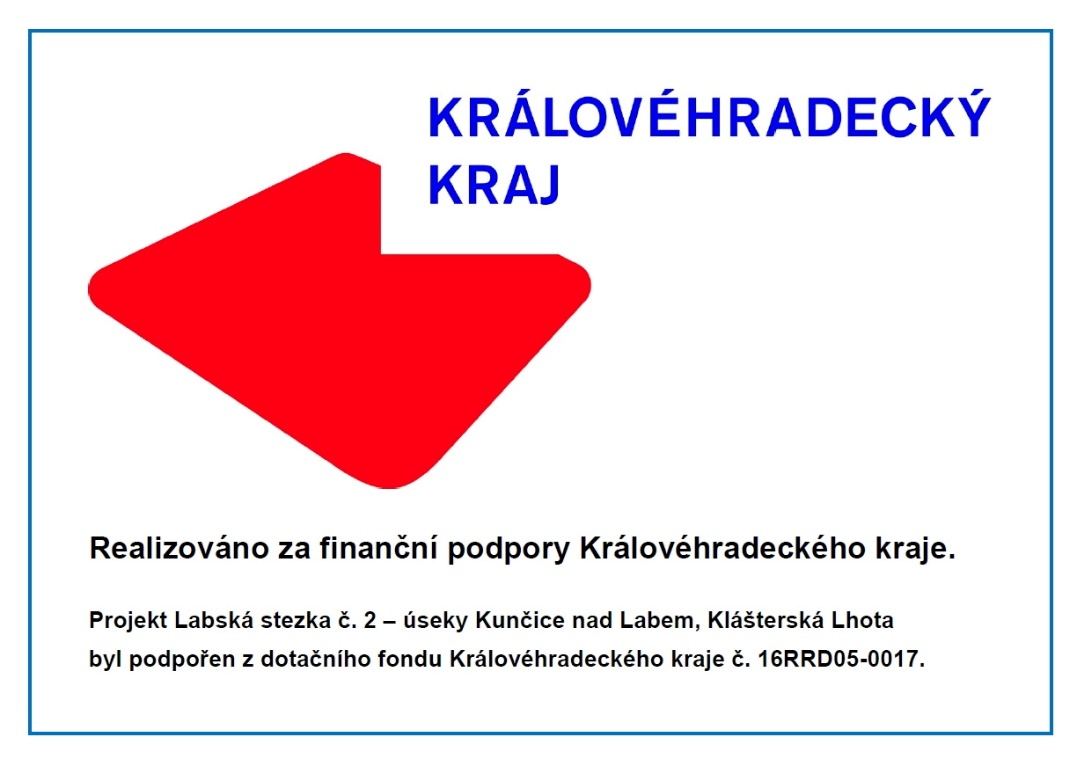 KRÁLOVÉHRADECKÝ
KRAJ
Realizováno za finanční podpory Královéhradeckého kraje.
Projekt Labská stezka č. 2 – úseky Kunčice nad Labem, Klášterská Lhota
byl podpořen z dotačního fondu Královéhradeckého kraje č. 16RRD05-0017.